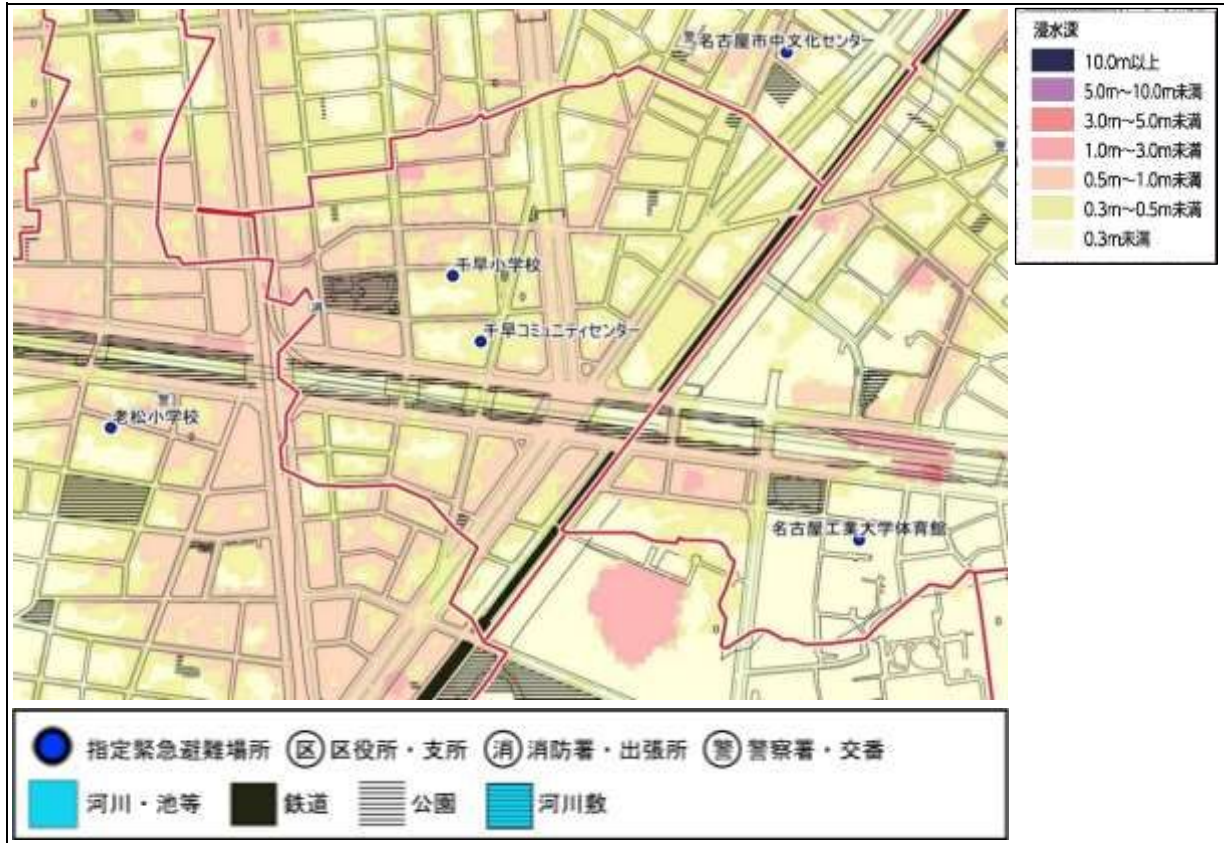 名古屋市中文化センター
千早小学校
千早コミュニティセンター
老松小学校
名古屋工業大学体育館
消
浸水深
10.0m以上
5.0m～10.0m未満
3.0m～5.0m未満
1.0m～3.0m未満
0.5m～1.0m未満
0.3m～0.5m未満
0.3m未満
指定緊急避難場所 区 区役所・支所 消 消防署・出張所 警 警察署・交番
河川・池等 鉄道 公園 河川敷